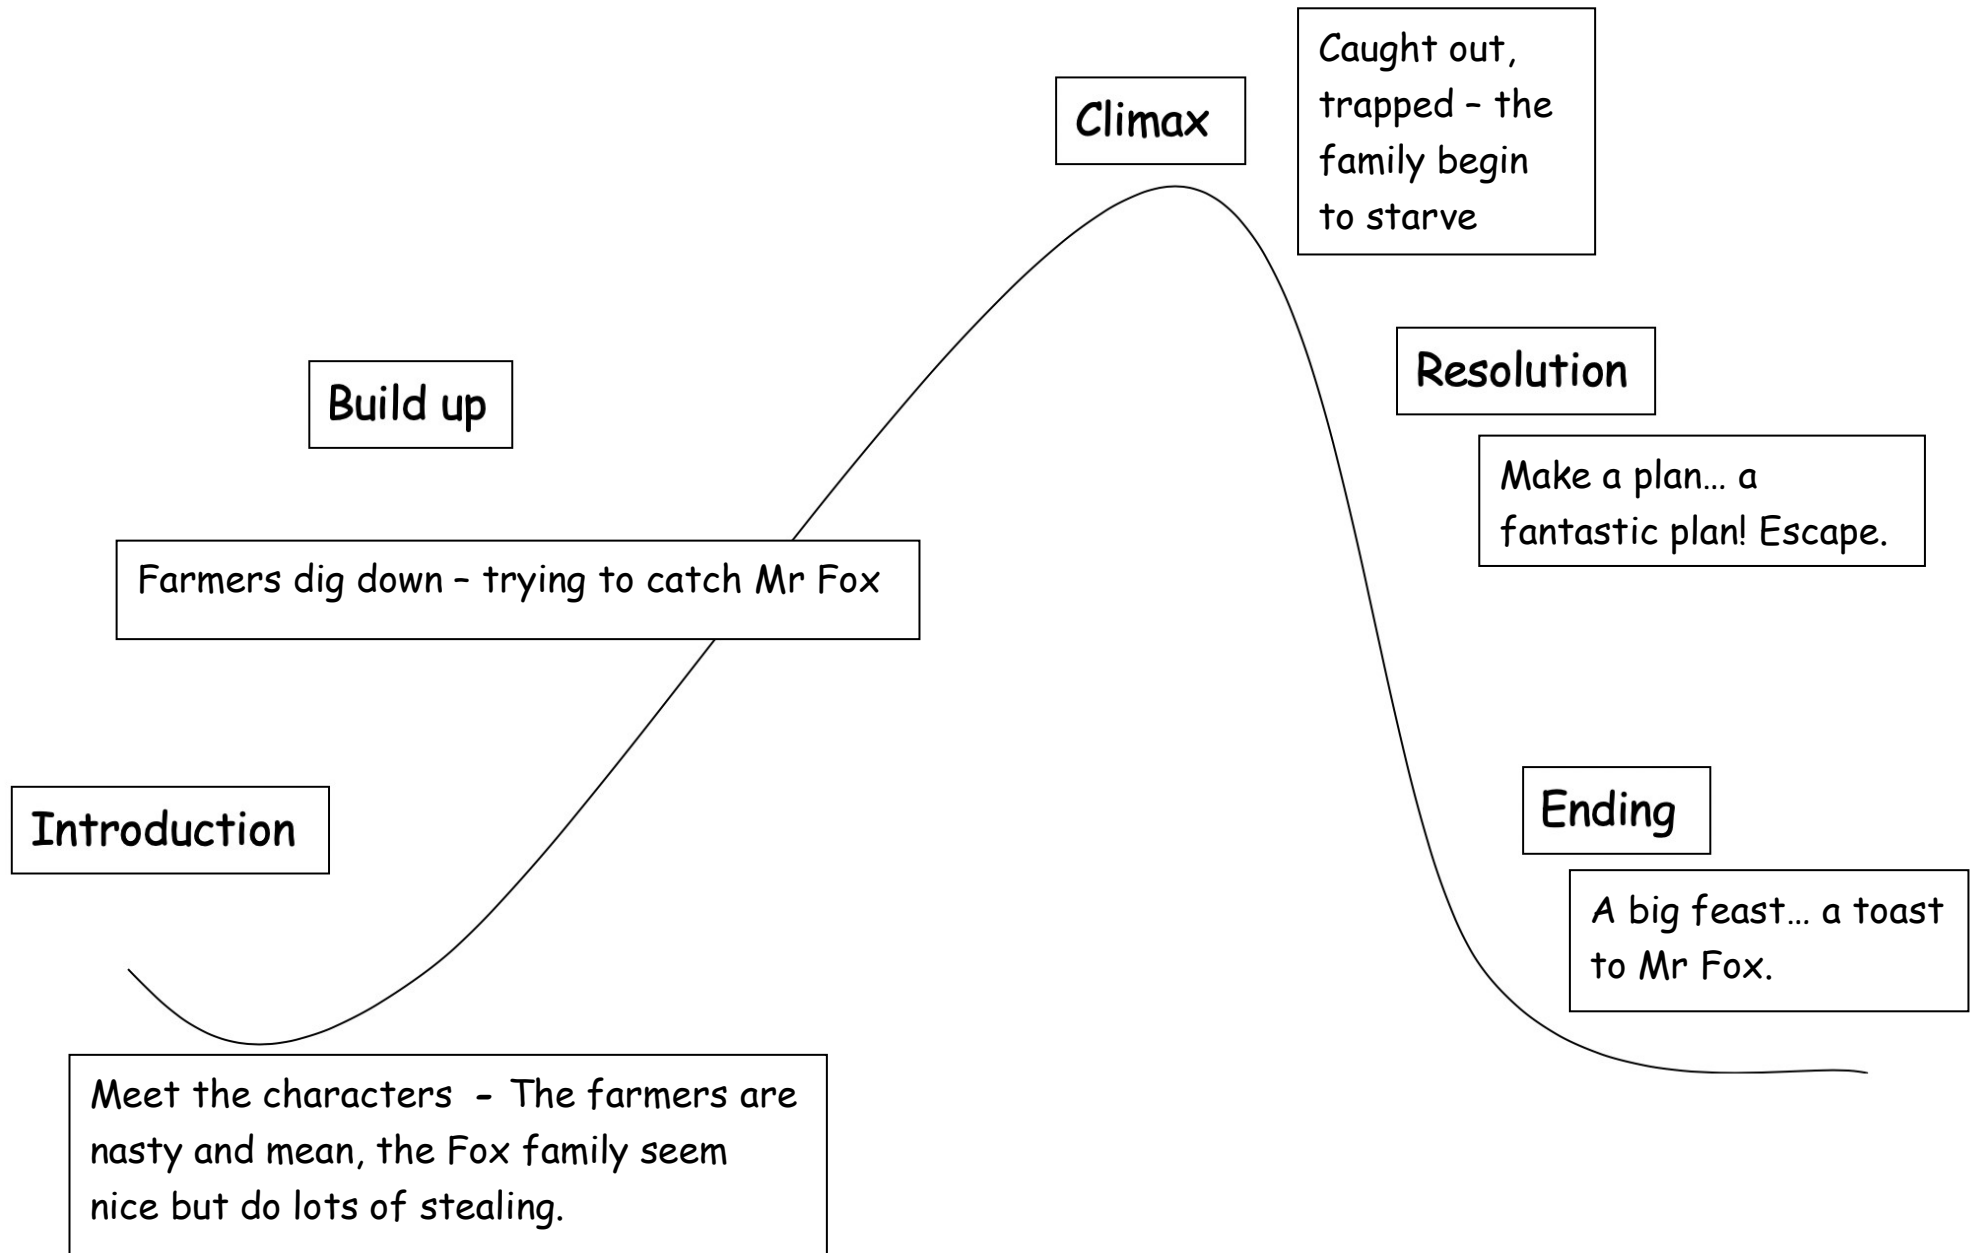 Introduction
Meet the characters - The farmers are
nasty and mean, the Fox family seem
nice but do lots of stealing.
Build up
Farmers dig down – trying to catch Mr Fox
Climax
Caught out,
trapped – the
family begin
to starve
Resolution
Make a plan… a
fantastic plan! Escape.
Ending
A big feast… a toast
to Mr Fox.